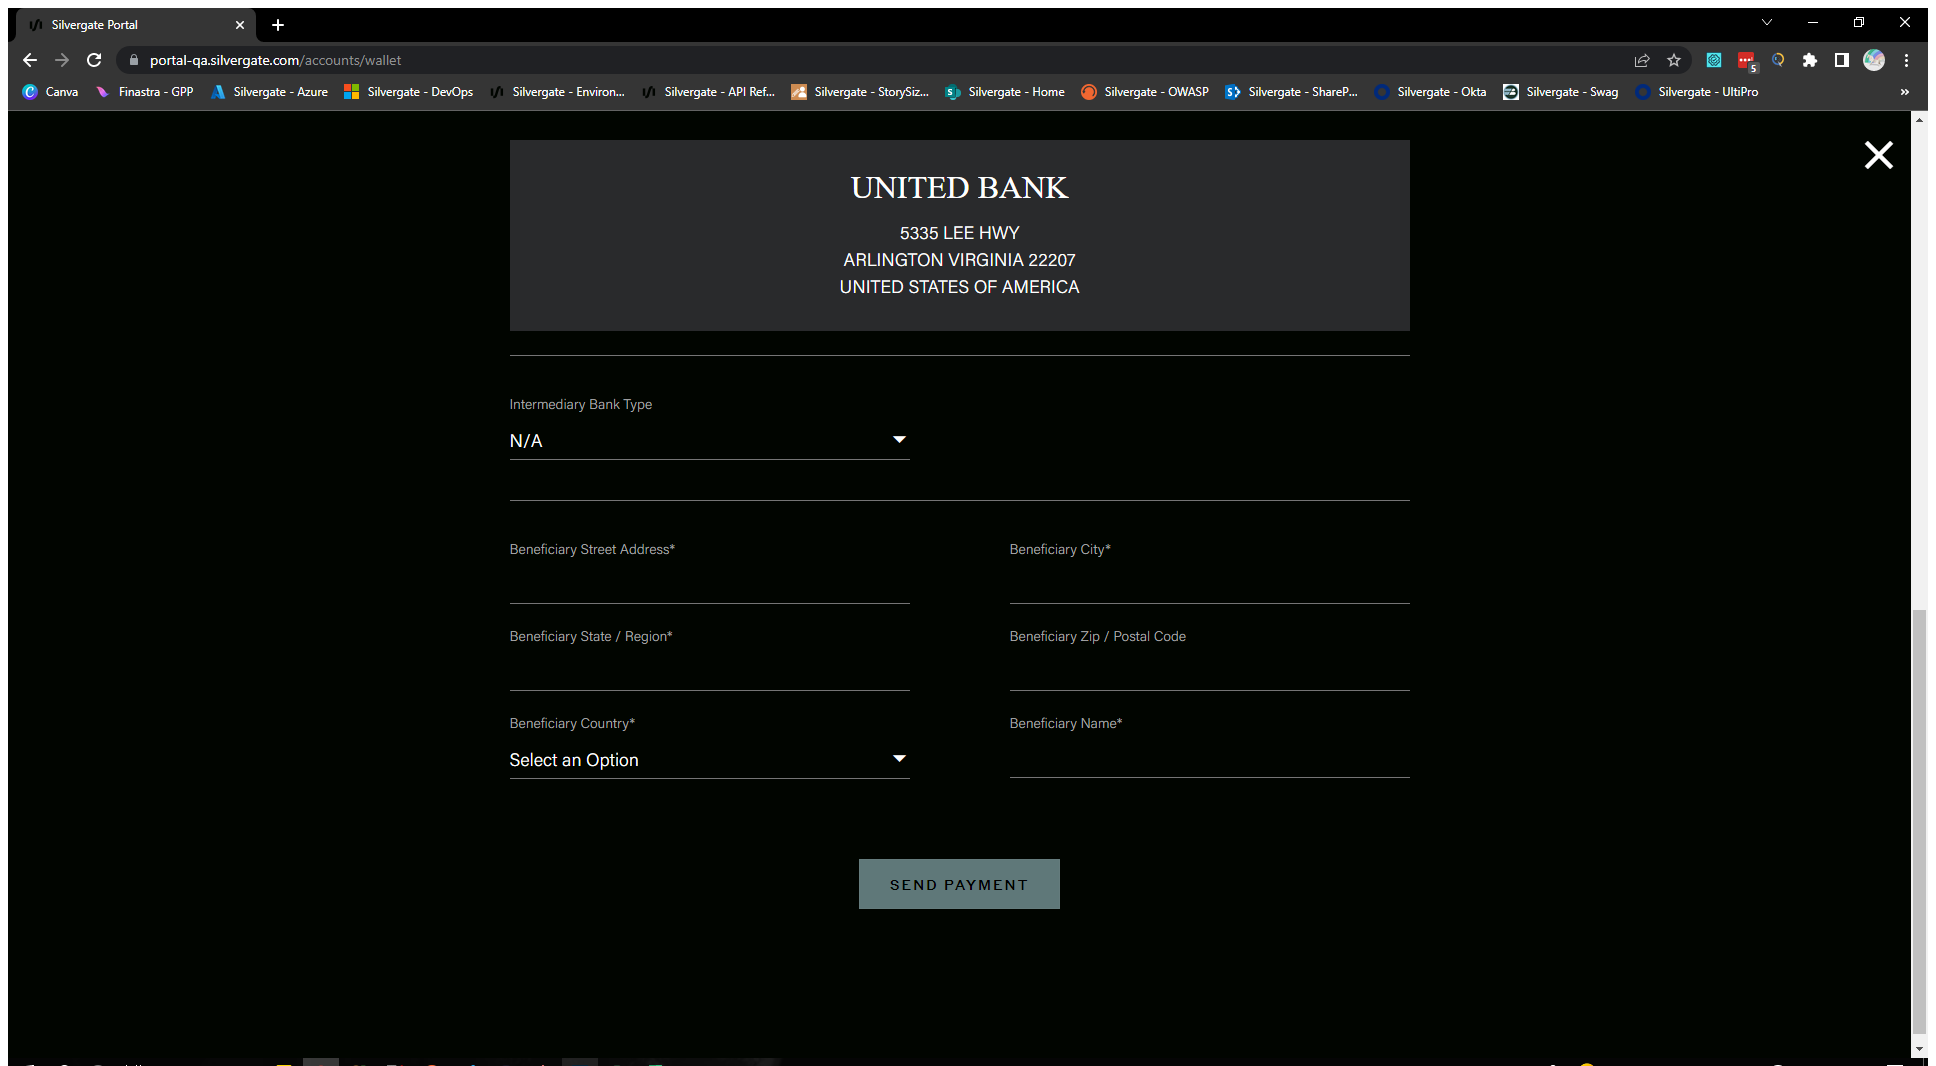 Silvergate Portal
portal-qa.silvergate.com/accounts/wallet
5
Canva Finastra - GPP Silvergate - Azure Silvergate - DevOps Silvergate - Environ... Silvergate - API Ref... Silvergate - StorySiz... Silvergate - Home Silvergate - OWASP Silvergate - ShareP... Silvergate - Okta Silvergate - Swag Silvergate - UltiPro
UNITED BANK
5335 LEE HWY
ARLINGTON VIRGINIA 22207
UNITED STATES OF AMERICA
Intermediary Bank Type
N/A
Beneficiary Street Address* Beneficiary City*
Beneficiary State / Region* Beneficiary Zip / Postal Code
Beneficiary Country* Beneficiary Name*
Select an Option
SEND PAYMENT